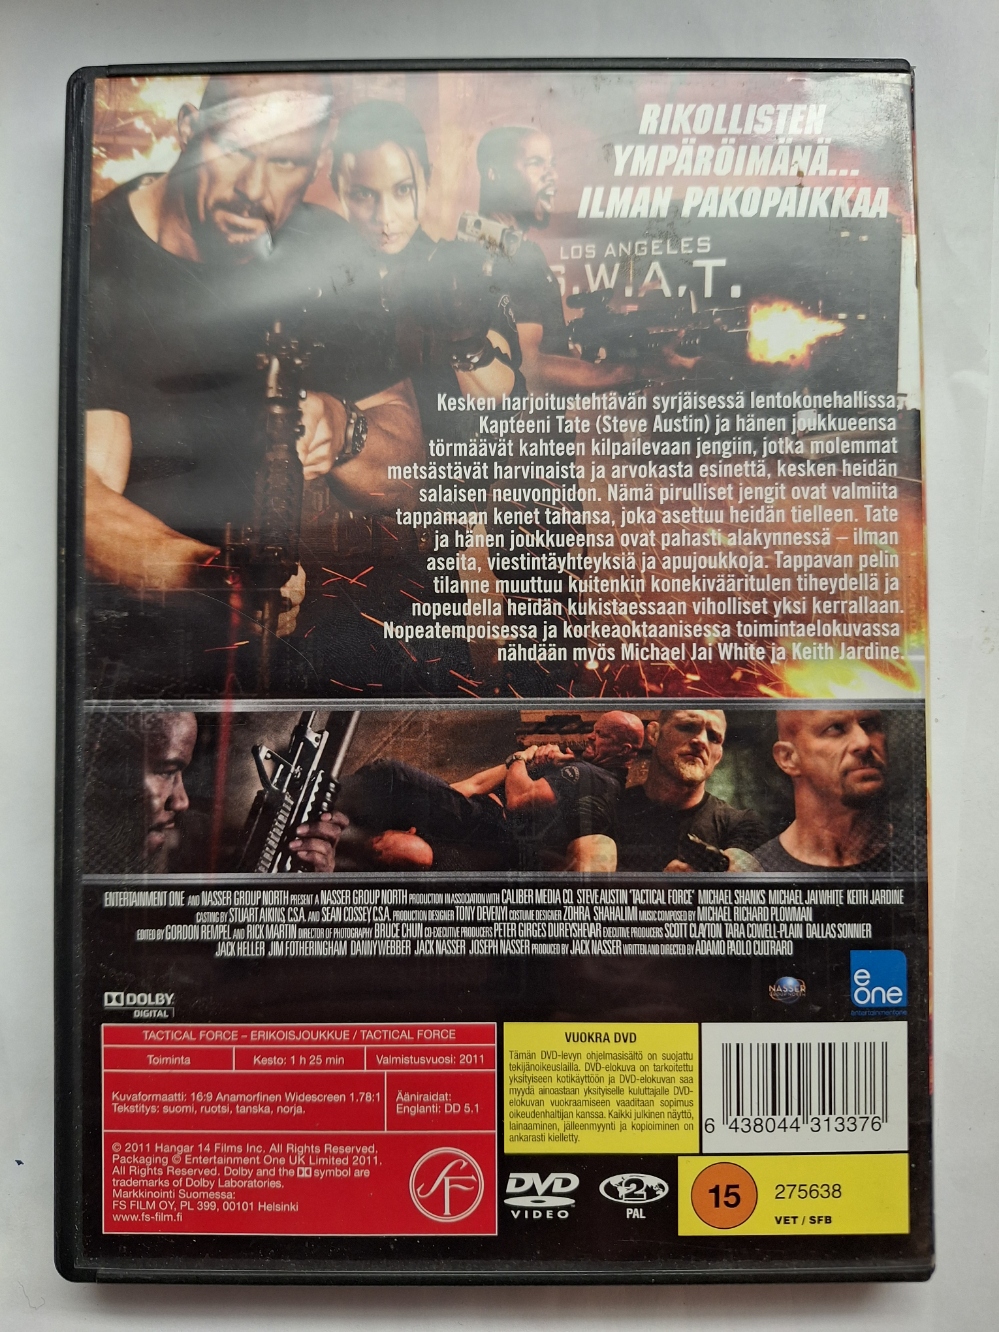 RIKOLLISTEN
YMPÄRÖIMÄNÄ...
ILMAN PAKOPAIKKAA
LOS ANGELES
S.W.A.T.
Kesken harjoitustehtävän syrjäisessä lentokonehallissa,
Kapteeni Tate (Steve Austin) ja hänen joukkueensa
törmäävät kahteen kilpailevaan jengiin, jotka molemmat
metsästävät harvinaista ja arvokasta esinettä, kesken heidän
salaisen neuvonpidon. Nämä pirulliset jengit ovat valmiita
tappamaan kenet tahansa, joka asettuu heidän tielleen. Tate
ja hänen joukkueensa ovat pahasti alakynnessä – ilman
aseita, viestintäyhteyksiä ja apujoukkoja. Tappavan pelin
tilanne muuttuu kuitenkin konekivääritulen tiheydellä ja
nopeudella heidän kukistaessaan viholliset yksi kerrallaan.
Nopeatempoisessa ja korkeaoktaanisessa toimintaelokuvassa
nähdään myös Michael Jai White ja Keith Jardine.
ENTERTAINMENT ONE AND NASSER GROUP NORTH PRESENT A NASSER GROUP NORTH PRODUCTION IN ASSOCIATION WITH CALIBER MEDIA CO. STEVE AUSTIN "TACTICAL FORCE" MICHAEL SHANKS MICHAEL JAI WHITE KEITH JARDINE
CASTING BY STUART AIKINS, C.S.A. AND SEAN COSSEY, C.S.A. PRODUCTION DESIGNER TONY DEVENYI COSTUME DESIGNER ZOHRA SHAHALIMI MUSIC COMPOSED BY MICHAEL RICHARD PLOWMAN
EDITED BY GORDON REMPEL AND RICK MARTIN DIRECTOR OF PHOTOGRAPHY BRUCE CHUN CO-EXECUTIVE PRODUCERS PETER GIRGES DUREYSHEVAR EXECUTIVE PRODUCERS SCOTT CLAYTON TARA COWELL-PLAIN DALLAS SONNIER
JACK HELLER JIM FOTHERINGHAM DANNY WEBBER JACK NASSER JOSEPH NASSER PRODUCED BY JACK NASSER WRITTEN AND DIRECTED BY ADAMO PAOLO CULTRARO
DOLBY
DIGITAL
NASSER
e one
entertainmentone
TACTICAL FORCE – ERIKOISJOUKKUE / TACTICAL FORCE
Toiminta
Kesto: 1 h 25 min
Valmistusvuosi: 2011
Kuvaformaatti: 16:9 Anamorfinen Widescreen 1.78:1
Tekstitys: suomi, ruotsi, tanska, norja.
Ääniraidat:
Englanti: DD 5.1
© 2011 Hangar 14 Films Inc. All Rights Reserved.
Packaging © Entertainment One UK Limited 2011.
All Rights Reserved. Dolby and the DD symbol are
trademarks of Dolby Laboratories.
Markkinointi Suomessa:
FS FILM OY, PL 399, 00101 Helsinki
www.fs-film.fi
SF
VUOKRA DVD
Tämän DVD-levyn ohjelmasisältö on suojattu
tekijänoikeuslailla. DVD-elokuva on tarkoitettu
yksityiseen kotikäyttöön ja DVD-elokuvan saa
myydä ainoastaan yksityiselle kuluttajalle DVD-
elokuvan vuokraamiseen vaaditaan sopimus
oikeudenhaltijan kanssa. Kaikki julkinen näyttö,
lainaaminen, jälleenmyynti ja kopioiminen on
ankarasti kielletty.
6 438044 313376
DVD
VIDEO
2
PAL
15
275638
VET / SFB